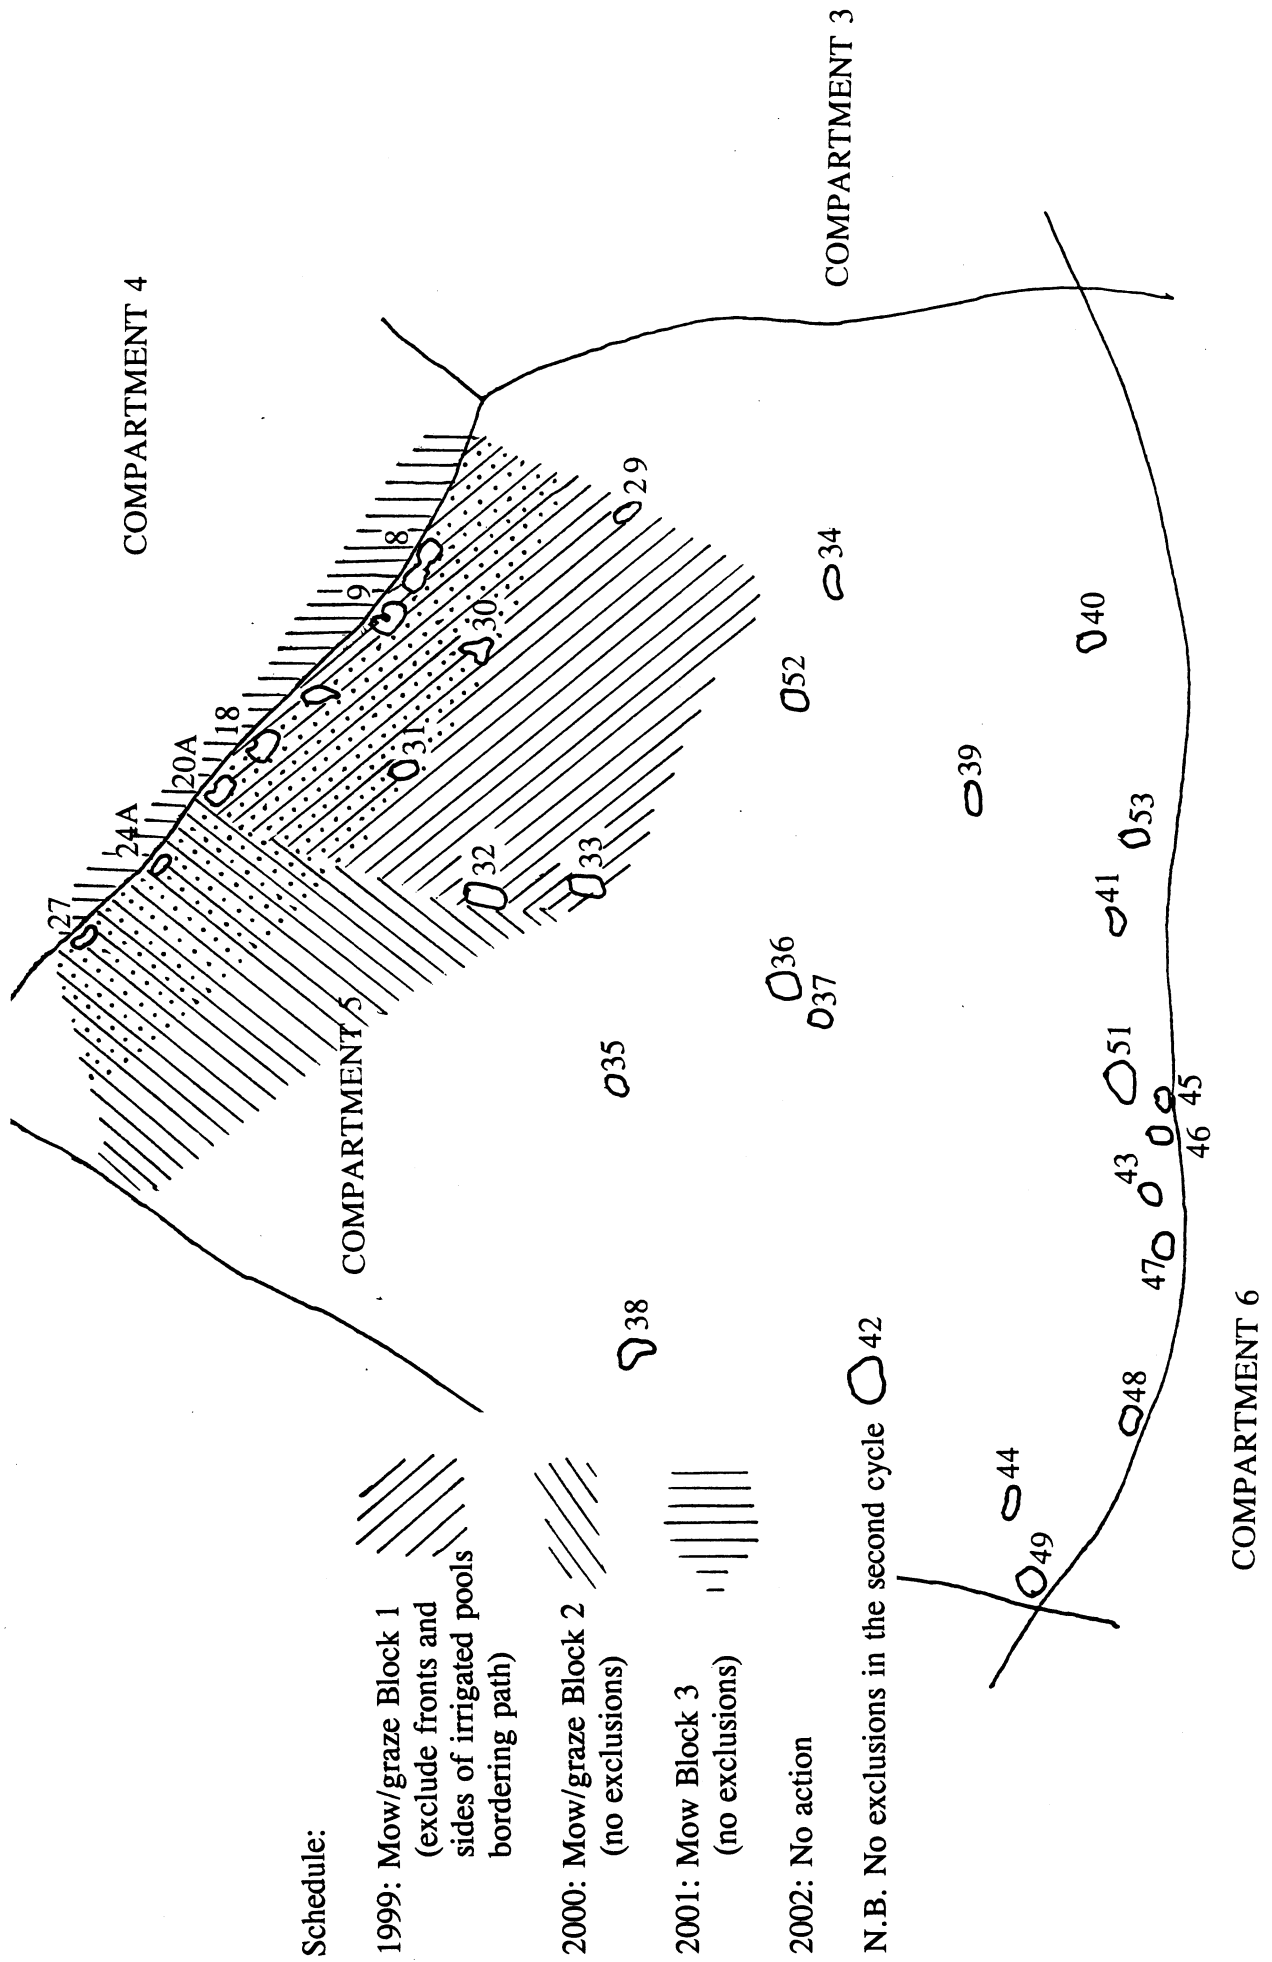 COMPARTMENT 4
COMPARTMENT 3
COMPARTMENT 5
COMPARTMENT 6
27
24A
20A
18
9
8
31
30
29
32
33
52
34
35
36
37
39
40
38
41
53
42
51
45
46
43
47
48
44
49
Schedule:
1999: Mow/graze Block 1
(exclude fronts and
sides of irrigated pools
bordering path)
2000: Mow/graze Block 2
(no exclusions)
2001: Mow Block 3
(no exclusions)
2002: No action
N.B. No exclusions in the second cycle